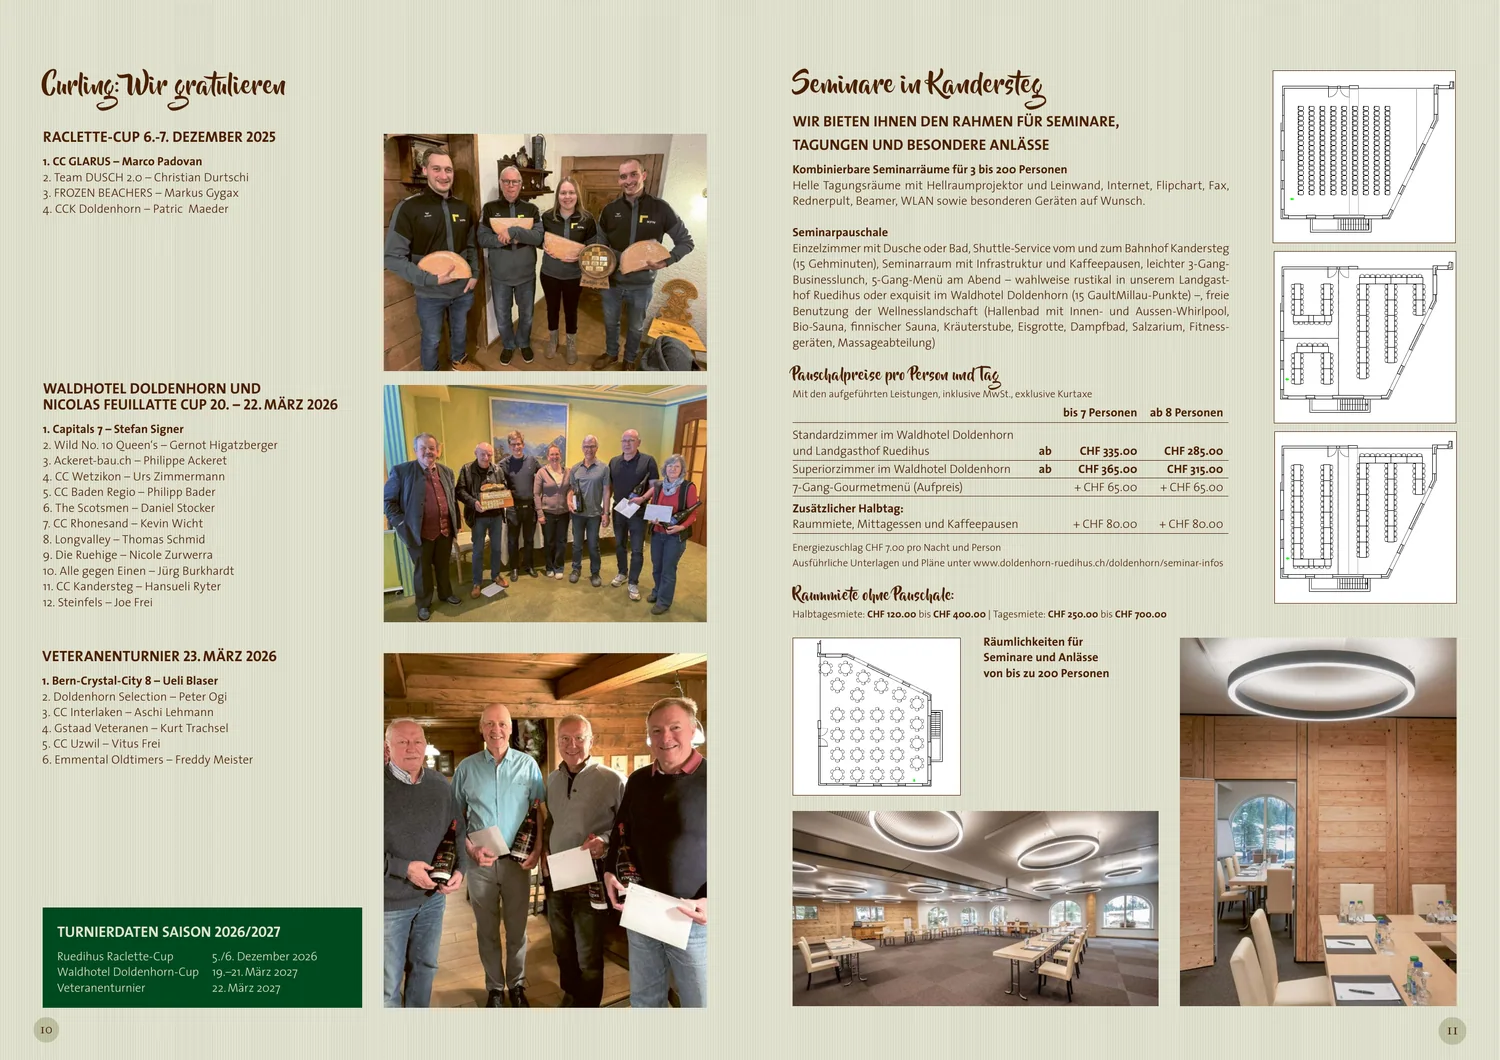 Curling: Wir gratulieren
RACLETTE-CUP 6.-7. DEZEMBER 2025
1. CC GLARUS – Marco Padovan
2. Team DUSCH 2.0 – Christian Durtschi
3. FROZEN BEACHERS – Markus Gygax
4. CCK Doldenhorn – Patric Maeder
WALDHOTEL DOLDENHORN UND
NICOLAS FEUILLATTE CUP 20. – 22. MÄRZ 2026
1. Capitals 7 – Stefan Signer
2. Wild No. 10 Queen's – Gernot Higatzberger
3. Ackeret-bau.ch – Philippe Ackeret
4. CC Wetzikon – Urs Zimmermann
5. CC Baden Regio – Philipp Bader
6. The Scotsmen – Daniel Stocker
7. CC Rhonesand – Kevin Wicht
8. Longvalley – Thomas Schmid
9. Die Ruehige – Nicole Zurwerra
10. Alle gegen Einen – Jürg Burkhardt
11. CC Kandersteg – Hansueli Ryter
12. Steinfels – Joe Frei
VETERANENTURNIER 23. MÄRZ 2026
1. Bern-Crystal-City 8 – Ueli Blaser
2. Doldenhorn Selection – Peter Ogi
3. CC Interlaken – Aschi Lehmann
4. Gstaad Veteranen – Kurt Trachsel
5. CC Uzwil – Vitus Frei
6. Emmental Oldtimers – Freddy Meister
TURNIERDATEN SAISON 2026/2027
Ruedihus Raclette-Cup 5./6. Dezember 2026
Waldhotel Doldenhorn-Cup 19.–21. März 2027
Veteranenturnier 22. März 2027
10
Seminare in Kandersteg
WIR BIETEN IHNEN DEN RAHMEN FÜR SEMINARE,
TAGUNGEN UND BESONDERE ANLÄSSE
Kombinierbare Seminarräume für 3 bis 200 Personen
Helle Tagungsräume mit Hellraumprojektor und Leinwand, Internet, Flipchart, Fax,
Rednerpult, Beamer, WLAN sowie besonderen Geräten auf Wunsch.
Seminarpauschale
Einzelzimmer mit Dusche oder Bad, Shuttle-Service vom und zum Bahnhof Kandersteg
(15 Gehminuten), Seminarraum mit Infrastruktur und Kaffeepausen, leichter 3-Gang-
Businesslunch, 5-Gang-Menü am Abend – wahlweise rustikal in unserem Landgast-
hof Ruedihus oder exquisit im Waldhotel Doldenhorn (15 GaultMillau-Punkte) –, freie
Benutzung der Wellnesslandschaft (Hallenbad mit Innen- und Aussen-Whirlpool,
Bio-Sauna, finnischer Sauna, Kräuterstube, Eisgrotte, Dampfbad, Salzarium, Fitness-
geräten, Massageabteilung)
Pauschalpreise pro Person und Tag
Mit den aufgeführten Leistungen, inklusive MwSt., exklusive Kurtaxe
bis 7 Personen ab 8 Personen
Standardzimmer im Waldhotel Doldenhorn
und Landgasthof Ruedihus ab CHF 335.00 CHF 285.00
Superiorzimmer im Waldhotel Doldenhorn ab CHF 365.00 CHF 315.00
7-Gang-Gourmetmenü (Aufpreis) + CHF 65.00 + CHF 65.00
Zusätzlicher Halbtag:
Raummiete, Mittagessen und Kaffeepausen + CHF 80.00 + CHF 80.00
Energiezuschlag CHF 7.00 pro Nacht und Person
Ausführliche Unterlagen und Pläne unter www.doldenhorn-ruedihus.ch/doldenhorn/seminar-infos
Raummiete ohne Pauschale:
Halbtagesmiete: CHF 120.00 bis CHF 400.00 | Tagesmiete: CHF 250.00 bis CHF 700.00
Räumlichkeiten für
Seminare und Anlässe
von bis zu 200 Personen
11